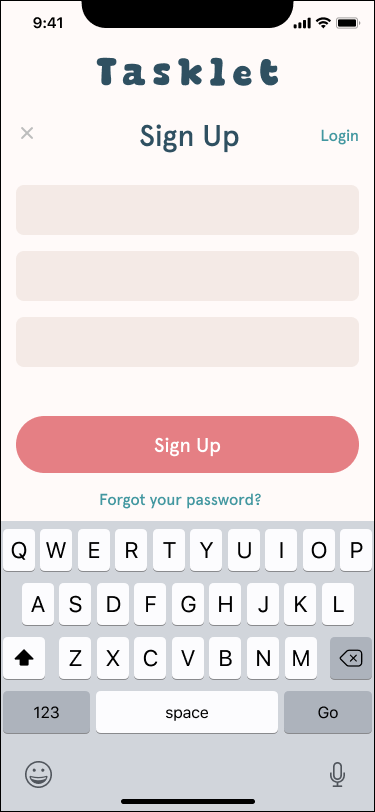 9:41
Tasklet
Sign Up
Login
Sign Up
Forgot your password?
Q W E R T Y U I O P
A S D F G H J K L
Z X C V B N M
123 space Go